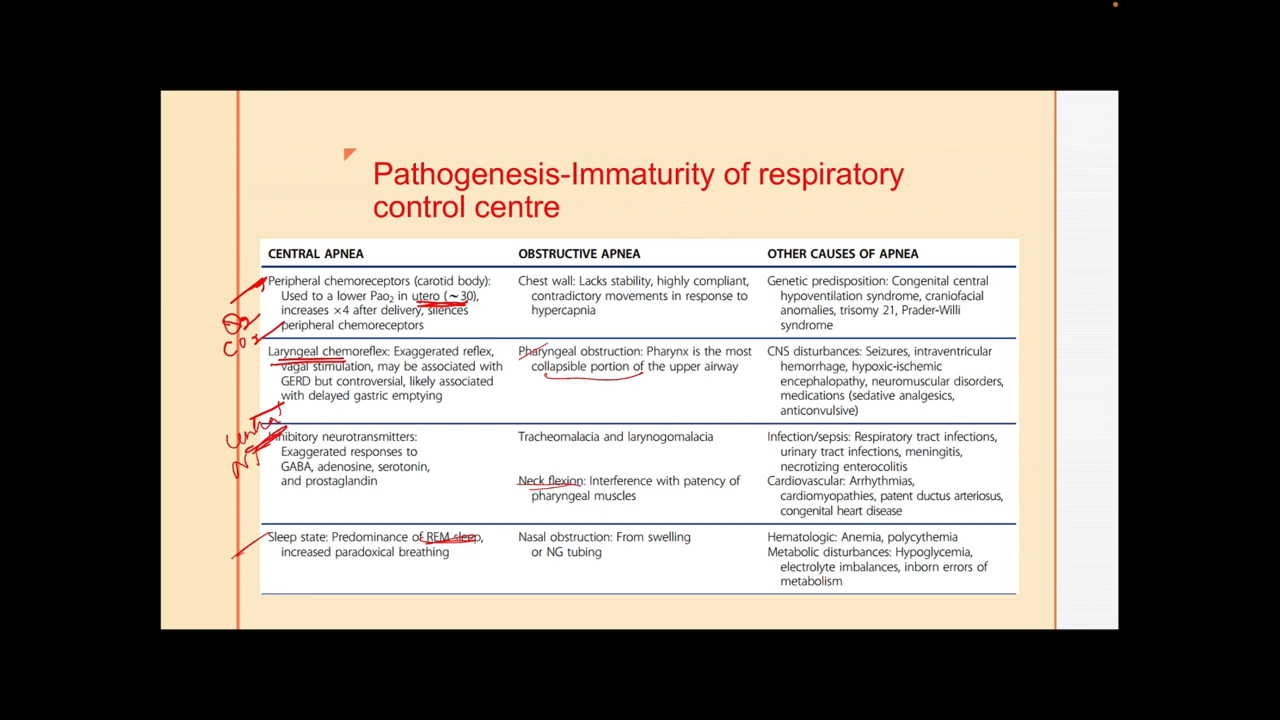 Pathogenesis-Immaturity of respiratory
control centre
CENTRAL APNEA
OBSTRUCTIVE APNEA
OTHER CAUSES OF APNEA
Peripheral chemoreceptors (carotid body):
Used to a lower Pao2 in utero (~30),
increases ×4 after delivery, silences
peripheral chemoreceptors
Chest wall: Lacks stability, highly compliant,
contradictory movements in response to
hypercapnia
Genetic predisposition: Congenital central
hypoventilation syndrome, craniofacial
anomalies, trisomy 21, Prader-Willi
syndrome
O2
CO2
Laryngeal chemoreflex: Exaggerated reflex,
vagal stimulation, may be associated with
GERD but controversial, likely associated
with delayed gastric emptying
Pharyngeal obstruction: Pharynx is the most
collapsible portion of the upper airway
CNS disturbances: Seizures, intraventricular
hemorrhage, hypoxic-ischemic
encephalopathy, neuromuscular disorders,
medications (sedative analgesics,
anticonvulsive)
Central
NT
Inhibitory neurotransmitters:
Exaggerated responses to
GABA, adenosine, serotonin,
and prostaglandin
Tracheomalacia and laryngomalacia
Neck flexion: Interference with patency of
pharyngeal muscles
Infection/sepsis: Respiratory tract infections,
urinary tract infections, meningitis,
necrotizing enterocolitis
Cardiovascular: Arrhythmias,
cardiomyopathies, patent ductus arteriosus,
congenital heart disease
Sleep state: Predominance of REM sleep,
increased paradoxical breathing
Nasal obstruction: From swelling
or NG tubing
Hematologic: Anemia, polycythemia
Metabolic disturbances: Hypoglycemia,
electrolyte imbalances, inborn errors of
metabolism